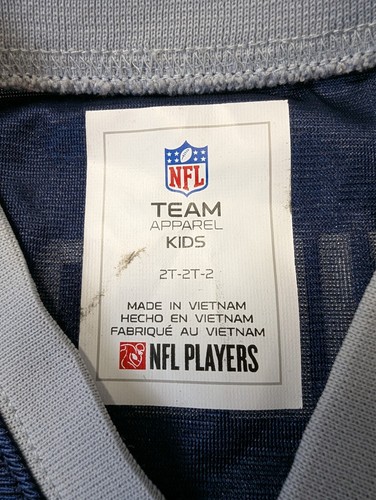 NFL
TEAM
APPAREL
KIDS
2T-2T-2
MADE IN VIETNAM
HECHO EN VIETNAM
FABRIQUÉ AU VIETNAM
NFL PLAYERS